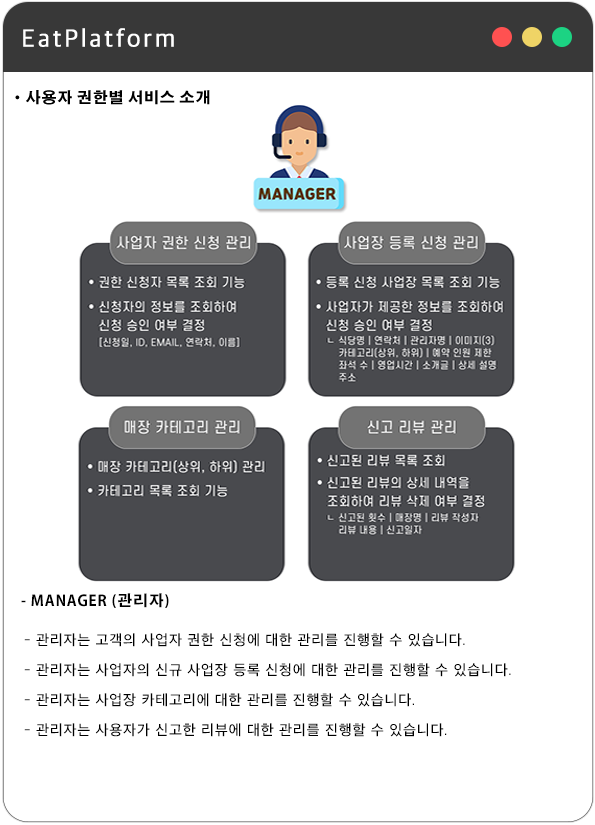 EatPlatform
• 사용자 권한별 서비스 소개
MANAGER
사업자 권한 신청 관리
• 권한 신청자 목록 조회 기능
• 신청자의 정보를 조회하여
신청 승인 여부 결정
[신청일, ID, EMAIL, 연락처, 이름]
사업장 등록 신청 관리
• 등록 신청 사업장 목록 조회 기능
• 사업자가 제공한 정보를 조회하여
신청 승인 여부 결정
ㄴ 식당명 | 연락처 | 관리자명 | 이미지(3)
카테고리(상위, 하위) | 예약 인원 제한
좌석 수 | 영업시간 | 소개글 | 상세 설명
주소
매장 카테고리 관리
• 매장 카테고리(상위, 하위) 관리
• 카테고리 목록 조회 기능
신고 리뷰 관리
• 신고된 리뷰 목록 조회
• 신고된 리뷰의 상세 내역을
조회하여 리뷰 삭제 여부 결정
ㄴ 신고된 횟수 | 매장명 | 리뷰 작성자
리뷰 내용 | 신고일자
- MANAGER (관리자)
- 관리자는 고객의 사업자 권한 신청에 대한 관리를 진행할 수 있습니다.
- 관리자는 사업자의 신규 사업장 등록 신청에 대한 관리를 진행할 수 있습니다.
- 관리자는 사업장 카테고리에 대한 관리를 진행할 수 있습니다.
- 관리자는 사용자가 신고한 리뷰에 대한 관리를 진행할 수 있습니다.